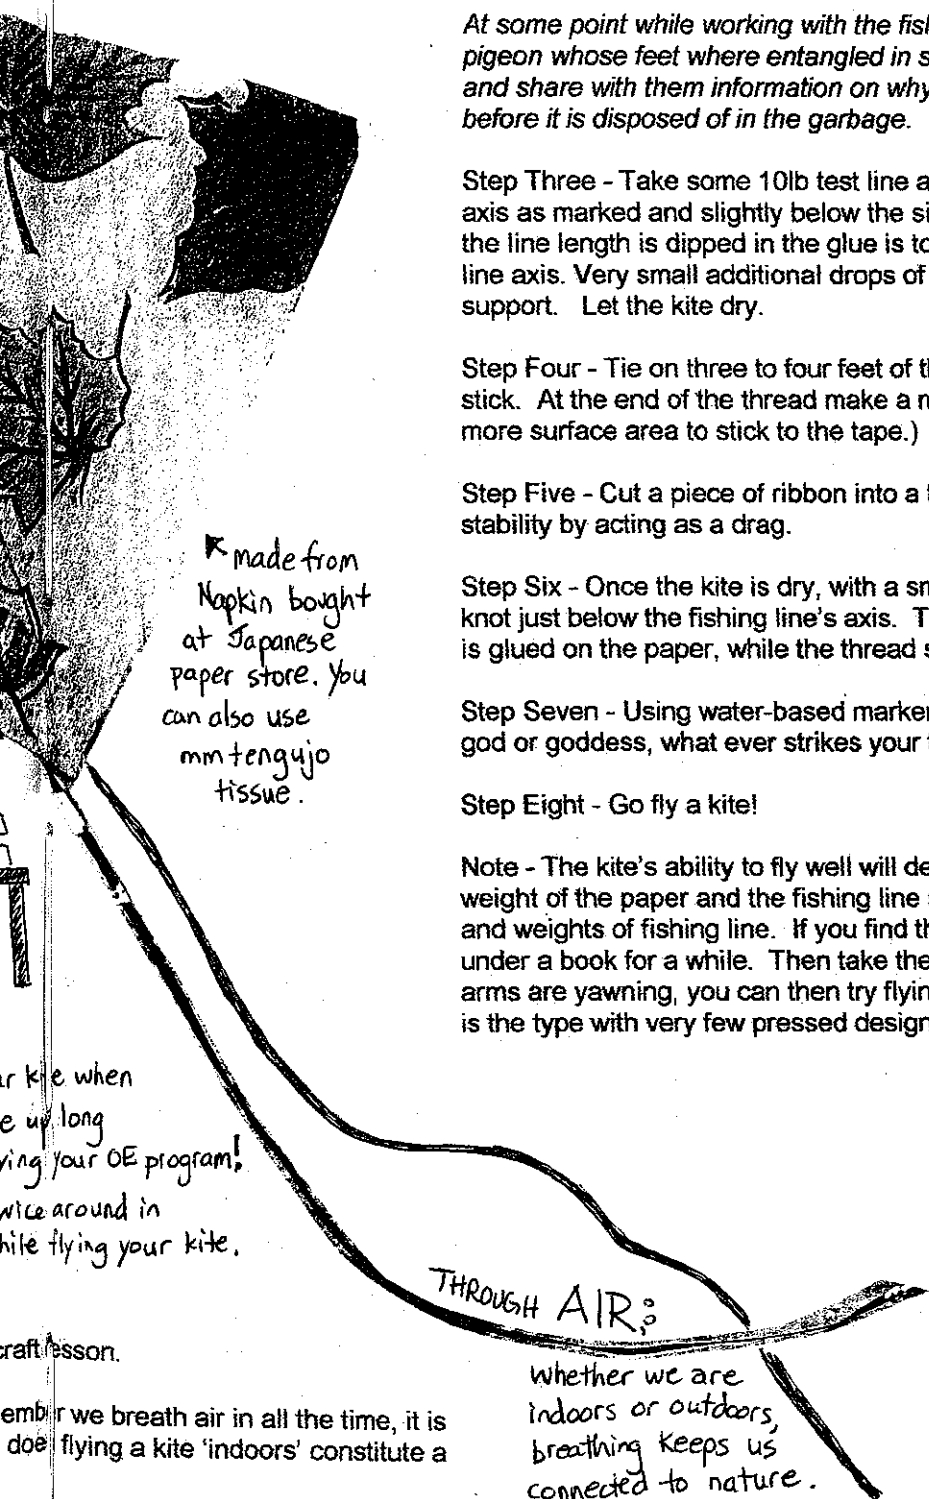 At some point while working with the fish
pigeon whose feet where entangled in s
and share with them information on why
before it is disposed of in the garbage.
Step Three - Take some 10lb test line a
axis as marked and slightly below the si
the line length is dipped in the glue is to
line axis. Very small additional drops of
support. Let the kite dry.
Step Four - Tie on three to four feet of th
stick. At the end of the thread make a
more surface area to stick to the tape.)
Step Five - Cut a piece of ribbon into a
stability by acting as a drag.
Step Six - Once the kite is dry, with a sm
knot just below the fishing line's axis. T
is glued on the paper, while the thread s
Step Seven - Using water-based marker
god or goddess, what ever strikes your
Step Eight - Go fly a kite!
Note - The kite's ability to fly well will de
weight of the paper and the fishing line
and weights of fishing line. If you find th
under a book for a while. Then take the
arms are yawning, you can then try flyin
is the type with very few pressed design
made from
Napkin bought
at Japanese
paper store. You
can also use
mm tengujo
tissue.
ar kite when
e up long
ying your OE program!
wice around in
hile flying your kite.
THROUGH AIR:
Whether we are
indoors or outdoors,
breathing keeps us
connected to nature.
craft lesson.
ember we breath air in all the time, it is
does flying a kite 'indoors' constitute a